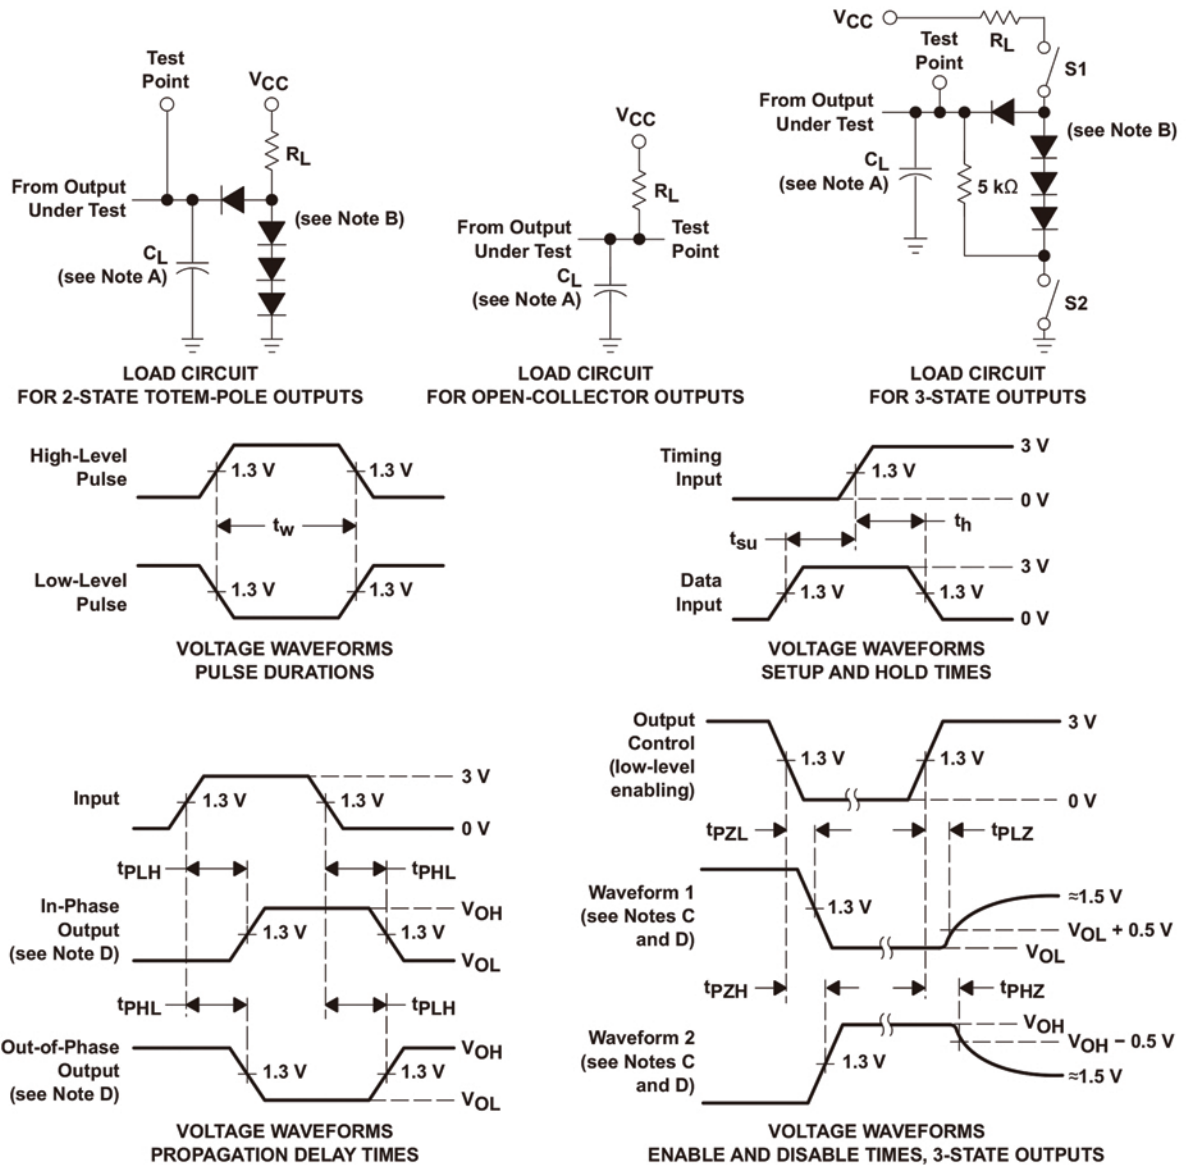 Test
Point
VCC
RL
From Output
Under Test
(see Note B)
CL
(see Note A)
LOAD CIRCUIT
FOR 2-STATE TOTEM-POLE OUTPUTS
VCC
RL
From Output
Under Test
Test
Point
CL
(see Note A)
LOAD CIRCUIT
FOR OPEN-COLLECTOR OUTPUTS
VCC
RL
Test
Point
S1
From Output
Under Test
(see Note B)
CL
(see Note A)
5 kΩ
S2
LOAD CIRCUIT
FOR 3-STATE OUTPUTS
High-Level
Pulse
1.3 V
1.3 V
tw
Low-Level
Pulse
1.3 V
1.3 V
VOLTAGE WAVEFORMS
PULSE DURATIONS
Timing
Input
3 V
1.3 V
0 V
th
tsu
Data
Input
3 V
1.3 V
1.3 V
0 V
VOLTAGE WAVEFORMS
SETUP AND HOLD TIMES
Input
3 V
1.3 V
1.3 V
0 V
tPLH
tPHL
In-Phase
Output
(see Note D)
VOH
1.3 V
1.3 V
VOL
tPHL
tPLH
Out-of-Phase
Output
(see Note D)
VOH
1.3 V
1.3 V
VOL
VOLTAGE WAVEFORMS
PROPAGATION DELAY TIMES
Output
Control
(low-level
enabling)
3 V
1.3 V
1.3 V
0 V
tPZL
tPLZ
Waveform 1
(see Notes C
and D)
1.3 V
≈1.5 V
VOL + 0.5 V
VOL
tPZH
tPHZ
Waveform 2
(see Notes C
and D)
1.3 V
VOH
VOH – 0.5 V
≈1.5 V
VOLTAGE WAVEFORMS
ENABLE AND DISABLE TIMES, 3-STATE OUTPUTS